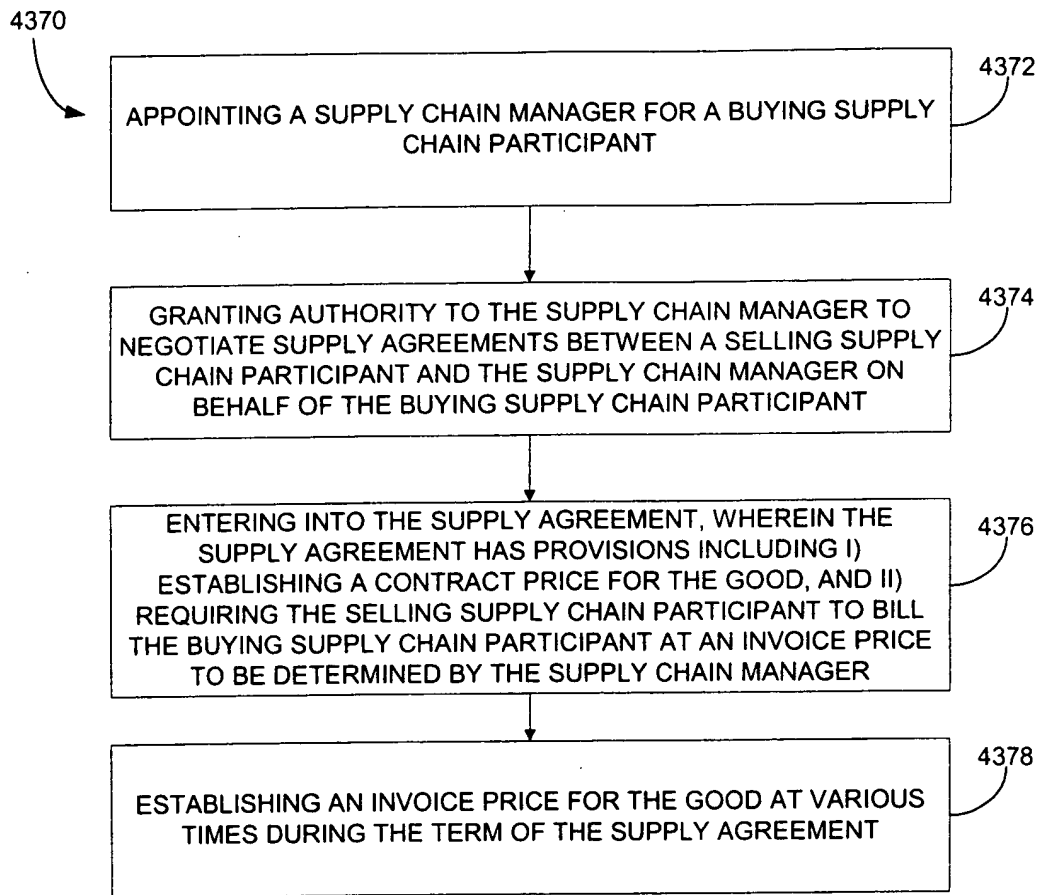 4370
4372
APPOINTING A SUPPLY CHAIN MANAGER FOR A BUYING SUPPLY
CHAIN PARTICIPANT
4374
GRANTING AUTHORITY TO THE SUPPLY CHAIN MANAGER TO
NEGOTIATE SUPPLY AGREEMENTS BETWEEN A SELLING SUPPLY
CHAIN PARTICIPANT AND THE SUPPLY CHAIN MANAGER ON
BEHALF OF THE BUYING SUPPLY CHAIN PARTICIPANT
4376
ENTERING INTO THE SUPPLY AGREEMENT, WHEREIN THE
SUPPLY AGREEMENT HAS PROVISIONS INCLUDING I)
ESTABLISHING A CONTRACT PRICE FOR THE GOOD, AND II)
REQUIRING THE SELLING SUPPLY CHAIN PARTICIPANT TO BILL
THE BUYING SUPPLY CHAIN PARTICIPANT AT AN INVOICE PRICE
TO BE DETERMINED BY THE SUPPLY CHAIN MANAGER
4378
ESTABLISHING AN INVOICE PRICE FOR THE GOOD AT VARIOUS
TIMES DURING THE TERM OF THE SUPPLY AGREEMENT